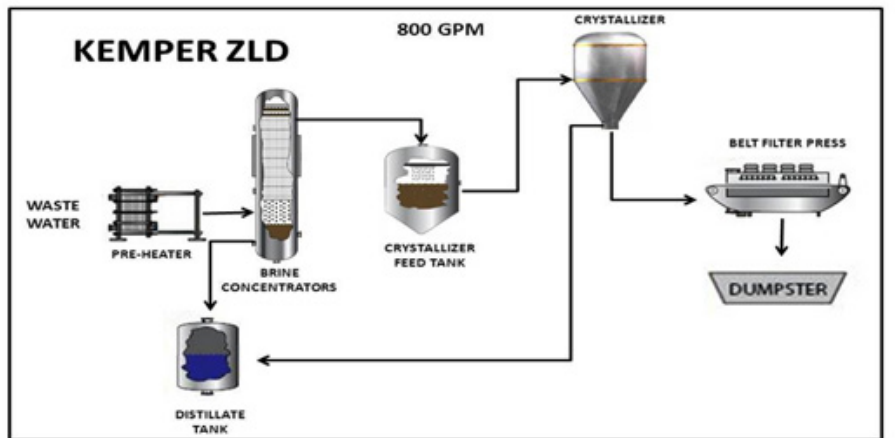 KEMPER ZLD
800 GPM
CRYSTALLIZER
BELT FILTER PRESS
WASTE
WATER
PRE-HEATER
BRINE
CONCENTRATORS
CRYSTALLIZER
FEED TANK
DUMPSTER
DISTILLATE
TANK